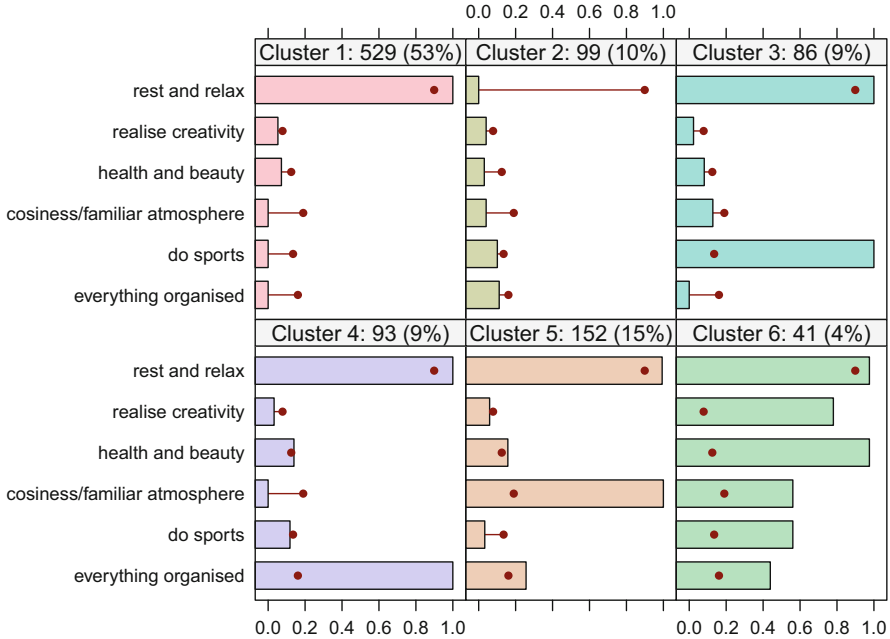 0.0 0.2 0.4 0.6 0.8 1.0
Cluster 1: 529 (53%) Cluster 2: 99 (10%) Cluster 3: 86 (9%)
rest and relax
realise creativity
health and beauty
cosiness/familiar atmosphere
do sports
everything organised
Cluster 4: 93 (9%) Cluster 5: 152 (15%) Cluster 6: 41 (4%)
rest and relax
realise creativity
health and beauty
cosiness/familiar atmosphere
do sports
everything organised
0.0 0.2 0.4 0.6 0.8 1.0 0.0 0.2 0.4 0.6 0.8 1.0